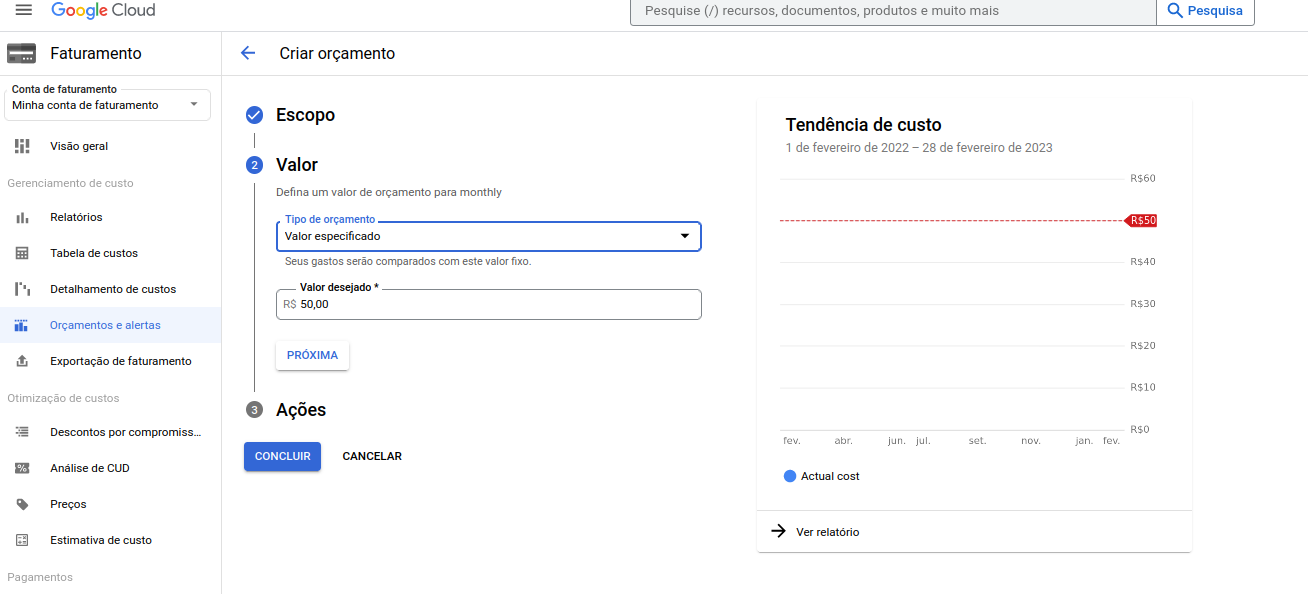 Google Cloud
Pesquise (/) recursos, documentos, produtos e muito mais
Pesquisa
Faturamento
Criar orçamento
Conta de faturamento
Minha conta de faturamento
Visão geral
Gerenciamento de custo
Relatórios
Tabela de custos
Detalhamento de custos
Orçamentos e alertas
Exportação de faturamento
Otimização de custos
Descontos por compromiss...
Análise de CUD
Preços
Estimativa de custo
Pagamentos
Escopo
2
Valor
Defina um valor de orçamento para monthly
Tipo de orçamento
Valor especificado
Seus gastos serão comparados com este valor fixo.
Valor desejado *
R$ 50,00
PRÓXIMA
3
Ações
CONCLUIR
CANCELAR
Tendência de custo
1 de fevereiro de 2022 – 28 de fevereiro de 2023
R$60
R$50
R$40
R$30
R$20
R$10
R$0
fev. abr. jun. jul. set. nov. jan. fev.
Actual cost
Ver relatório